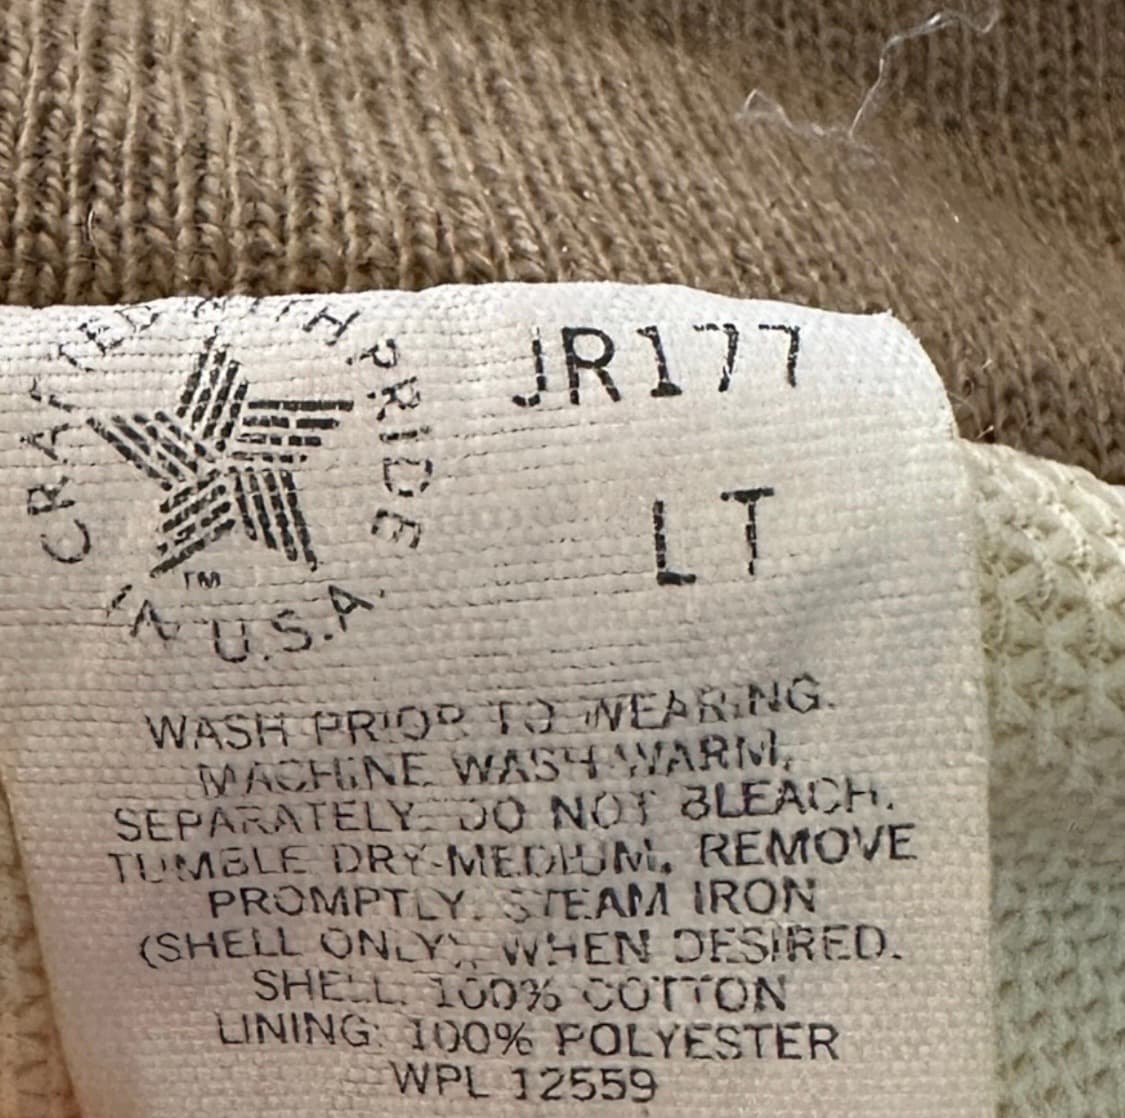 CRAFTED WITH PRIDE
IN U.S.A.
TM
JR177
LT
WASH PRIOR TO WEARING.
MACHINE WASH WARM,
SEPARATELY. DO NOT BLEACH.
TUMBLE DRY-MEDIUM. REMOVE
PROMPTLY. STEAM IRON
(SHELL ONLY), WHEN DESIRED.
SHELL: 100% COTTON
LINING: 100% POLYESTER
WPL 12559